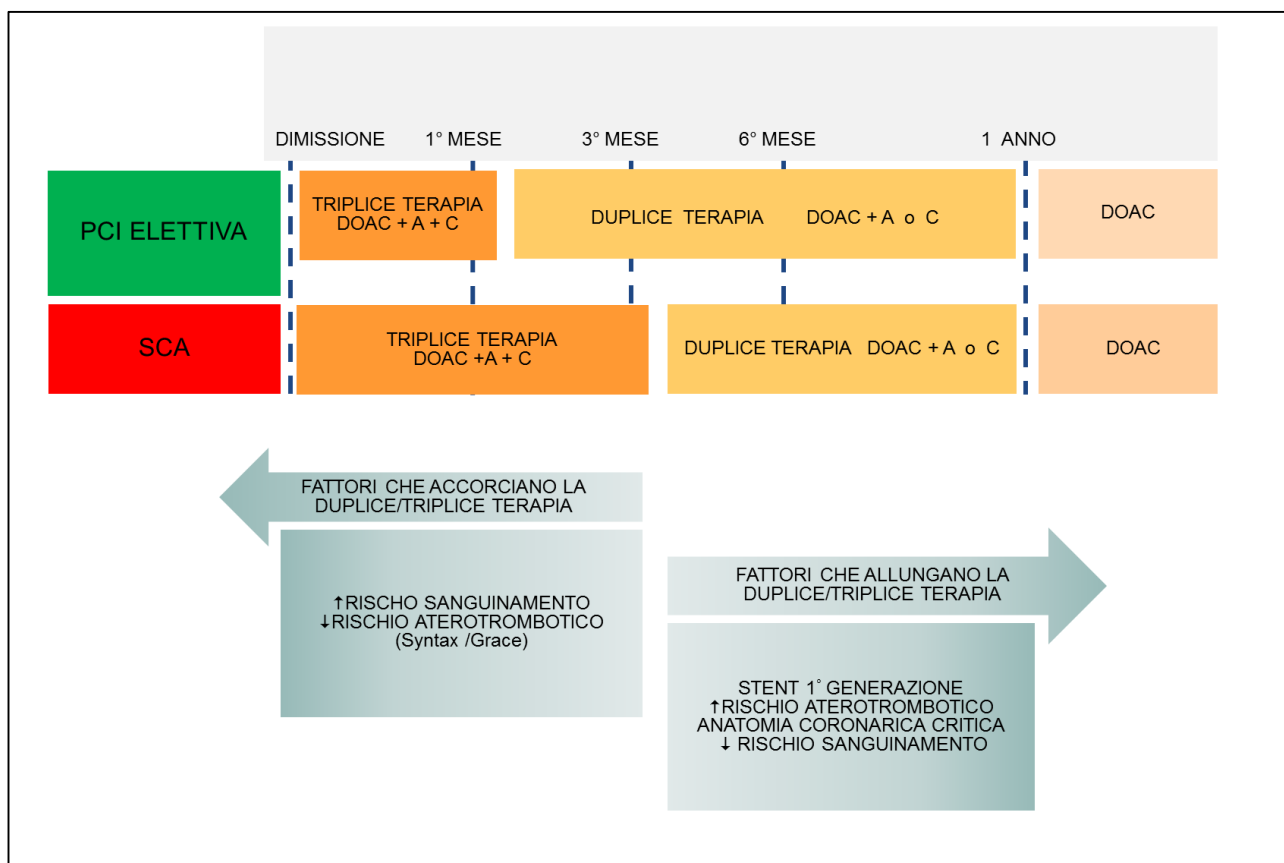 DIMISSIONE 1° MESE 3° MESE 6° MESE 1 ANNO
PCI ELETTIVA
TRIPLICE TERAPIA
DOAC + A + C
DUPLICE TERAPIA DOAC + A o C
DOAC
SCA
TRIPLICE TERAPIA
DOAC +A + C
DUPLICE TERAPIA DOAC + A o C
DOAC
FATTORI CHE ACCORCIANO LA
DUPLICE/TRIPLICE TERAPIA
↑RISCHO SANGUINAMENTO
↓RISCHIO ATEROTROMBOTICO
(Syntax /Grace)
FATTORI CHE ALLUNGANO LA
DUPLICE/TRIPLICE TERAPIA
STENT 1° GENERAZIONE
↑RISCHIO ATEROTROMBOTICO
ANATOMIA CORONARICA CRITICA
↓ RISCHIO SANGUINAMENTO